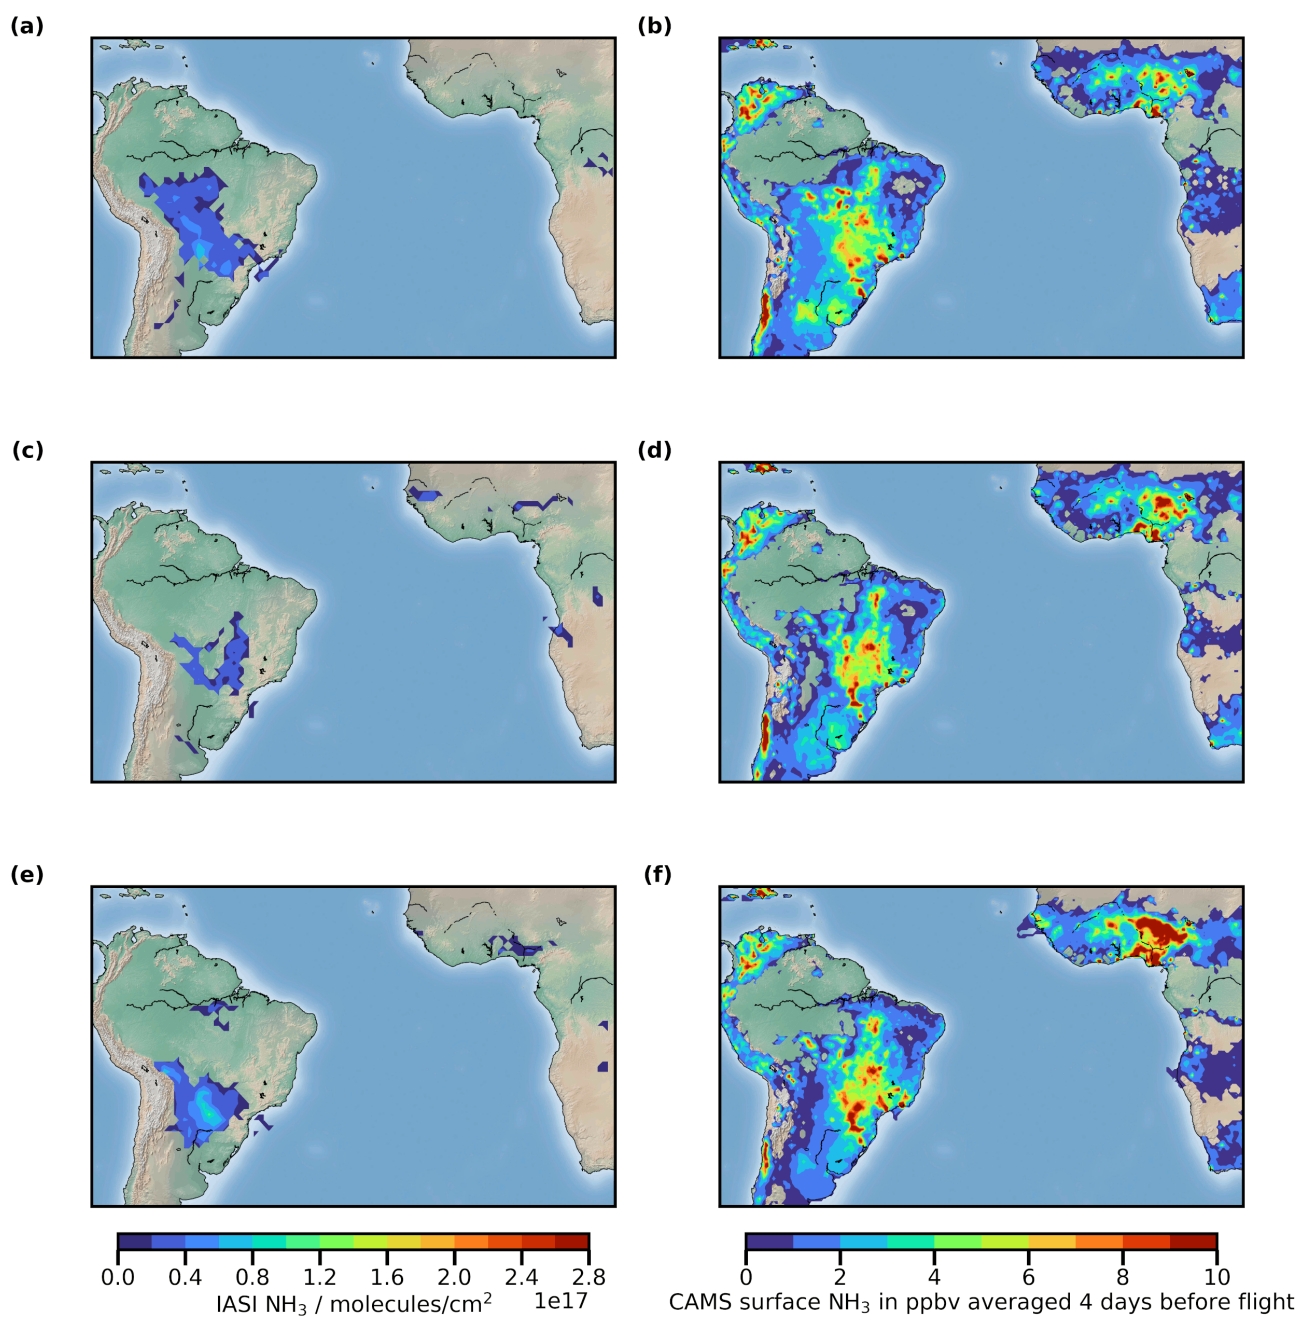 (a)
(b)
(c)
(d)
(e)
(f)
0.0 0.4 0.8 1.2 1.6 2.0 2.4 2.8
1e17
IASI NH₃ / molecules/cm²
0 2 4 6 8 10
CAMS surface NH₃ in ppbv averaged 4 days before flight